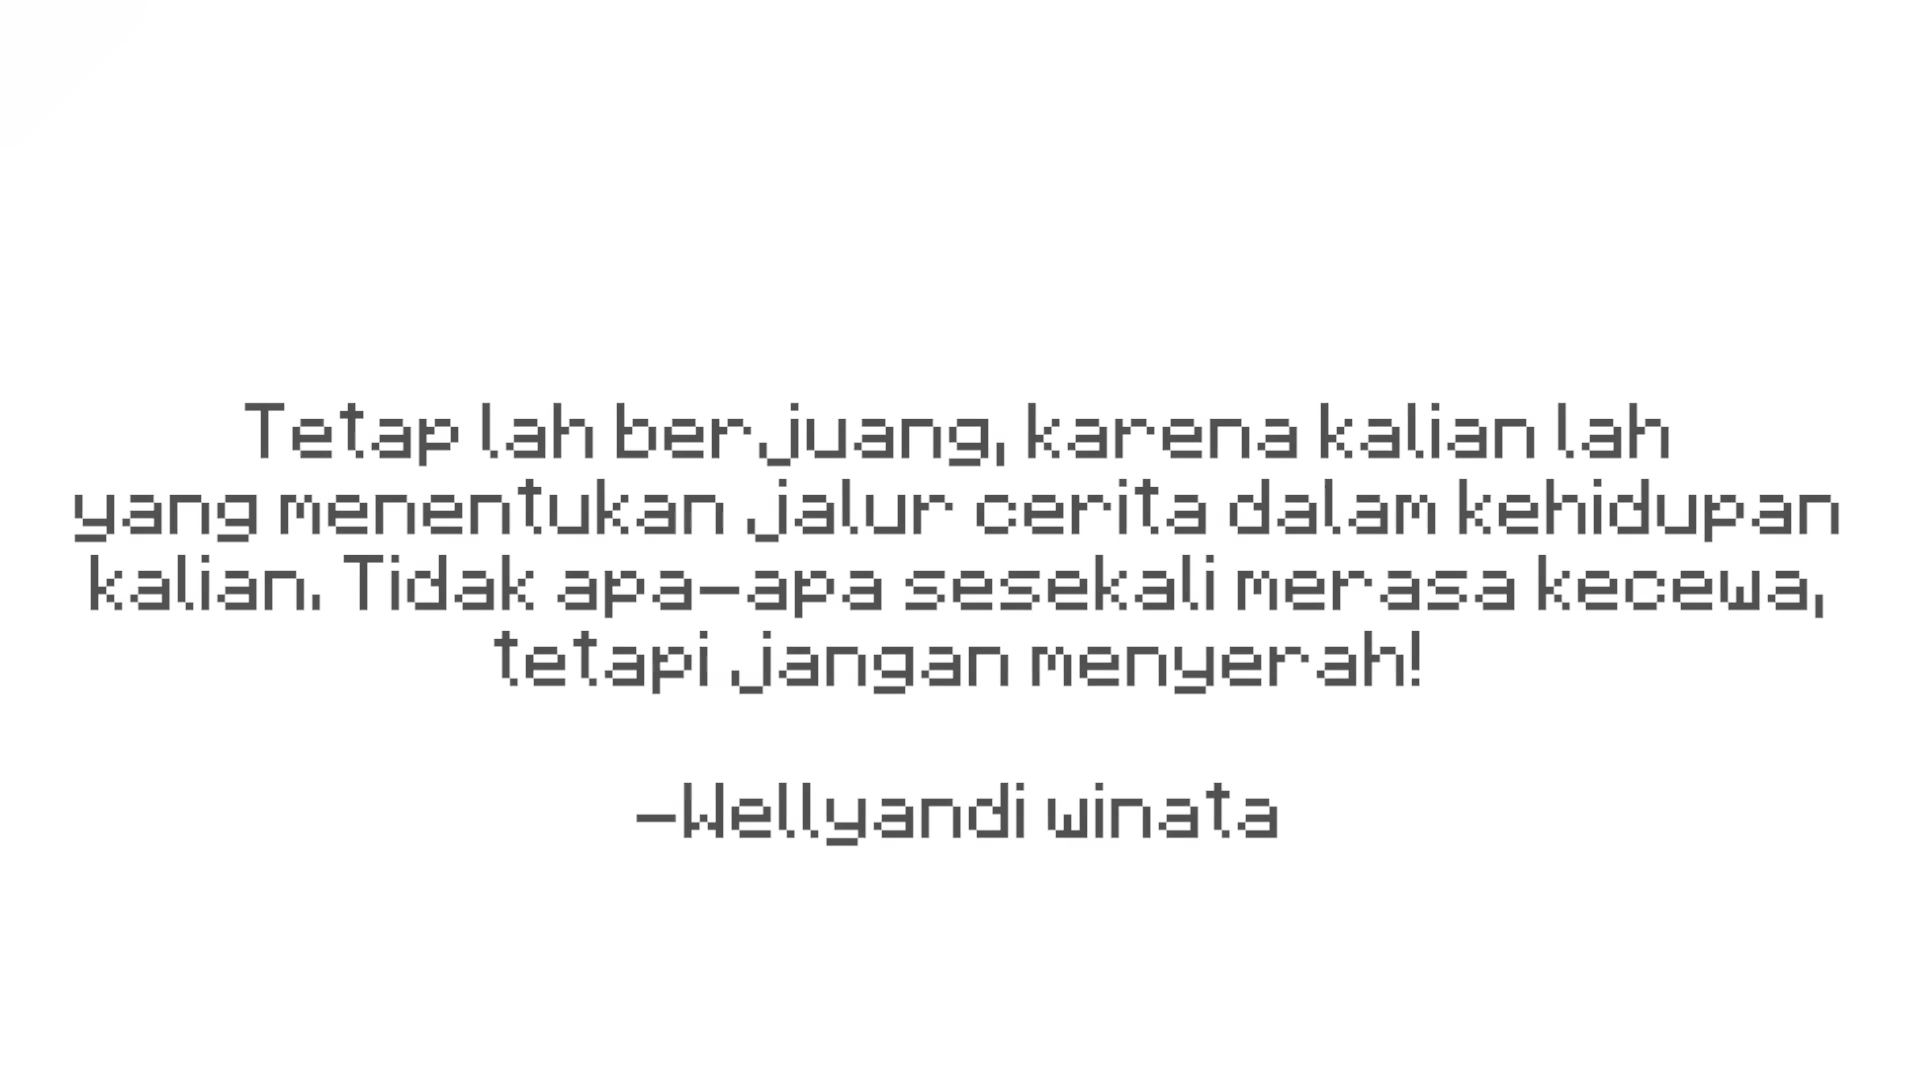 Tetap lah berjuang, karena kalian lah
yang menentukan jalur cerita dalam kehidupan
kalian. Tidak apa-apa sesekali merasa kecewa,
tetapi jangan menyerah!
-Wellyandi winata